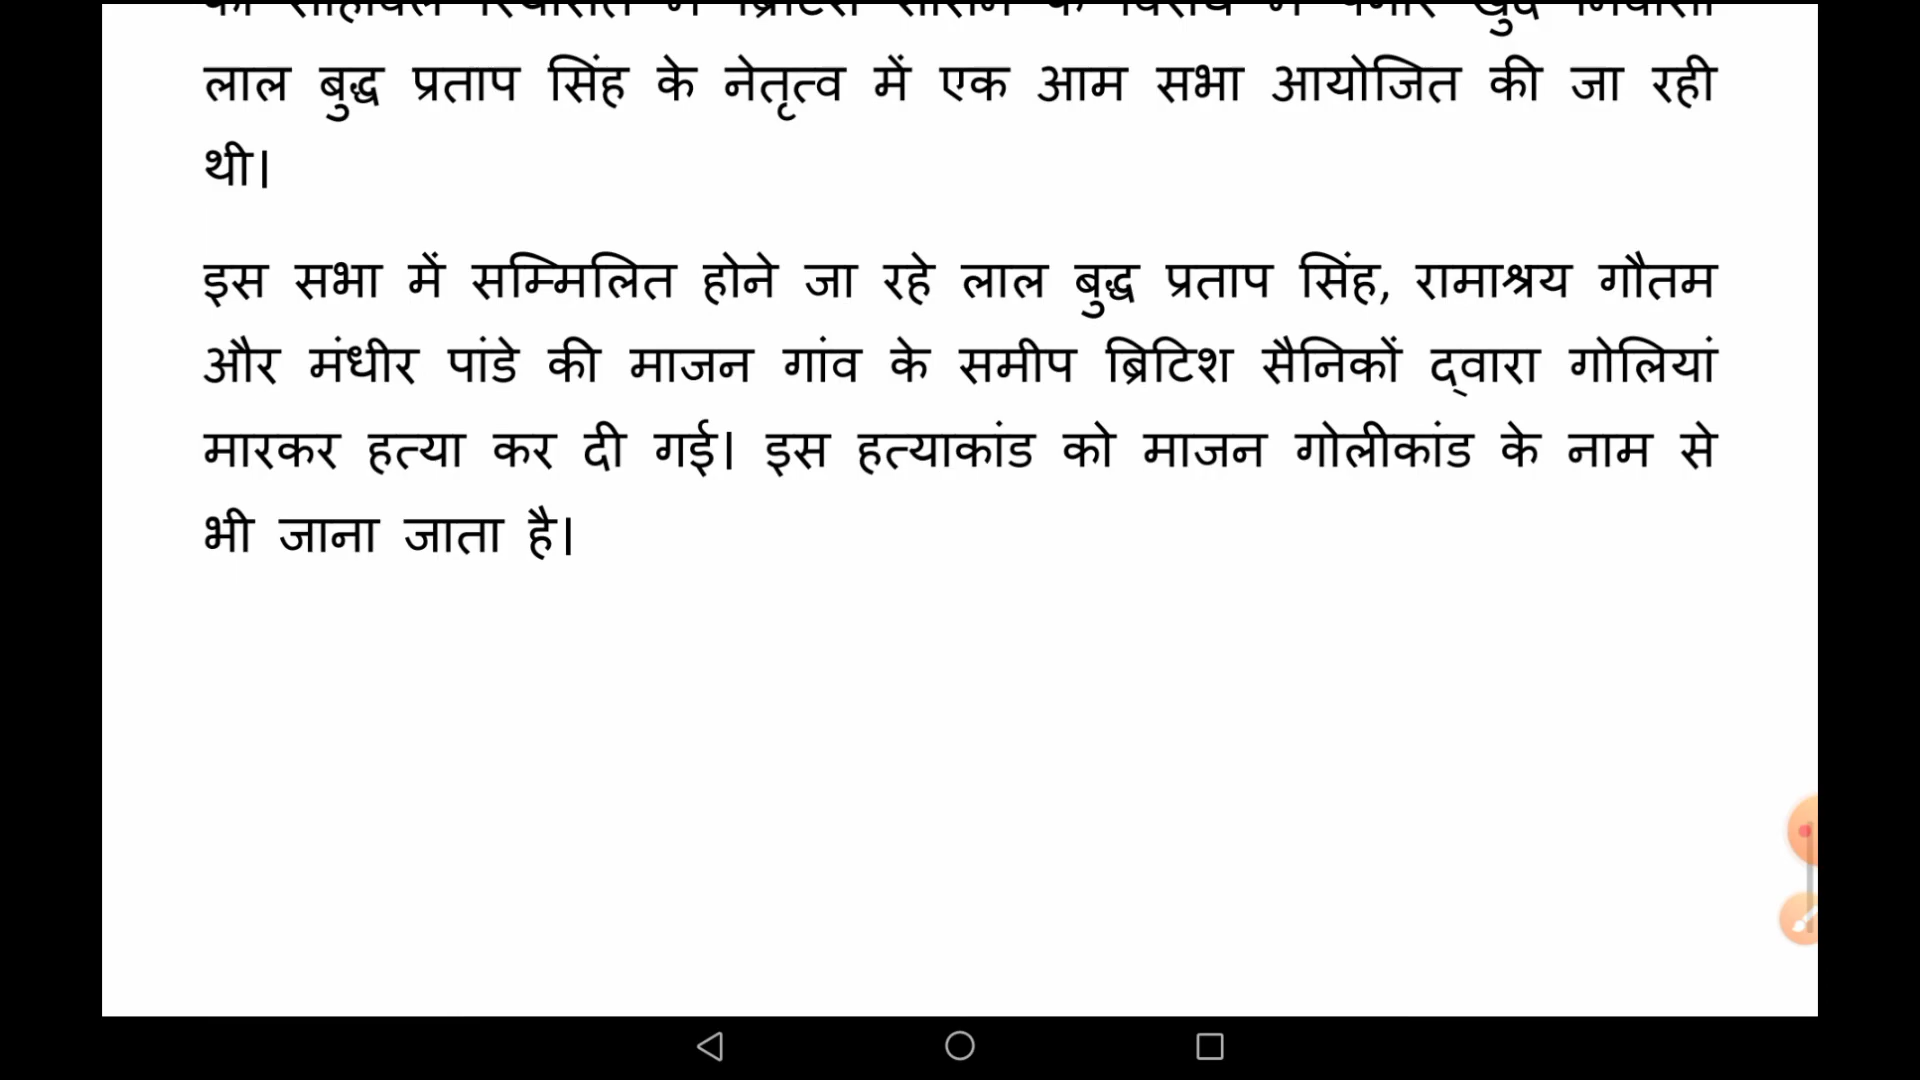 लाल बुद्ध प्रताप सिंह के नेतृत्व में एक आम सभा आयोजित की जा रही
थी।
इस सभा में सम्मिलित होने जा रहे लाल बुद्ध प्रताप सिंह, रामाश्रय गौतम
और मंधीर पांडे की माजन गांव के समीप ब्रिटिश सैनिकों द्वारा गोलियां
मारकर हत्या कर दी गई। इस हत्याकांड को माजन गोलीकांड के नाम से
भी जाना जाता है।